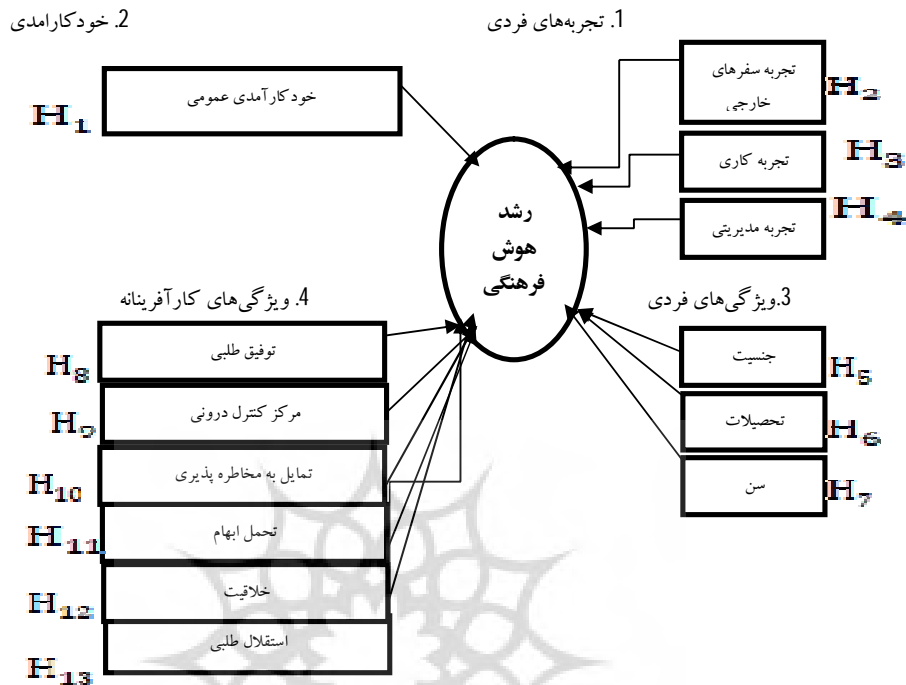 1. تجربه‌های فردی
2. خودکارامدی
تجربه سفرهای
خارجی
H2
تجربه کاری
H3
تجربه مدیریتی
H4
خودکارآمدی عمومی
H1
رشد
هوش
فرهنگی
3.ویژگی‌های فردی
جنسیت
H5
تحصیلات
H6
سن
H7
4. ویژگی‌های کارآفرینانه
توفیق طلبی
H8
مرکز کنترل درونی
H9
تمایل به مخاطره پذیری
H10
تحمل ابهام
H11
خلاقیت
H12
استقلال طلبی
H13